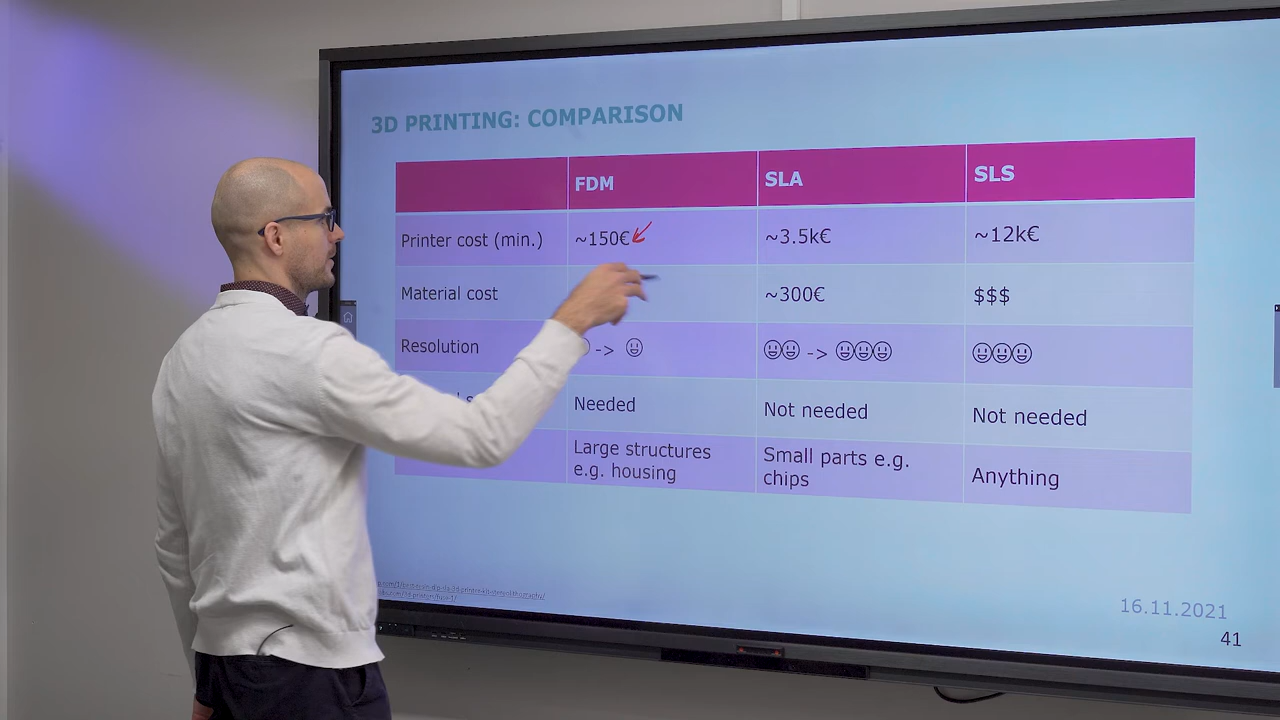 3D PRINTING: COMPARISON
FDM SLA SLS
Printer cost (min.) ~150€ ~3.5k€ ~12k€
Material cost ~300€ $$$
Resolution -> 😃 😃😃 -> 😃😃😃 😃😃😃
Needed Not needed Not needed
Large structures
e.g. housing
Small parts e.g.
chips
Anything
16.11.2021
41